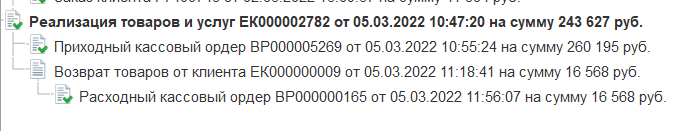 Реализация товаров и услуг ЕК000002782 от 05.03.2022 10:47:20 на сумму 243 627 руб.
Приходный кассовый ордер ВР000005269 от 05.03.2022 10:55:24 на сумму 260 195 руб.
Возврат товаров от клиента ЕК000000009 от 05.03.2022 11:18:41 на сумму 16 568 руб.
Расходный кассовый ордер ВР000000165 от 05.03.2022 11:56:07 на сумму 16 568 руб.